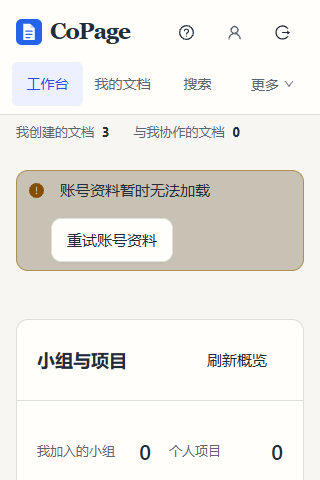 CoPage
工作台 我的文档 搜索 更多
我创建的文档 3 与我协作的文档 0
账号资料暂时无法加载
重试账号资料
小组与项目 刷新概览
我加入的小组 0 个人项目 0